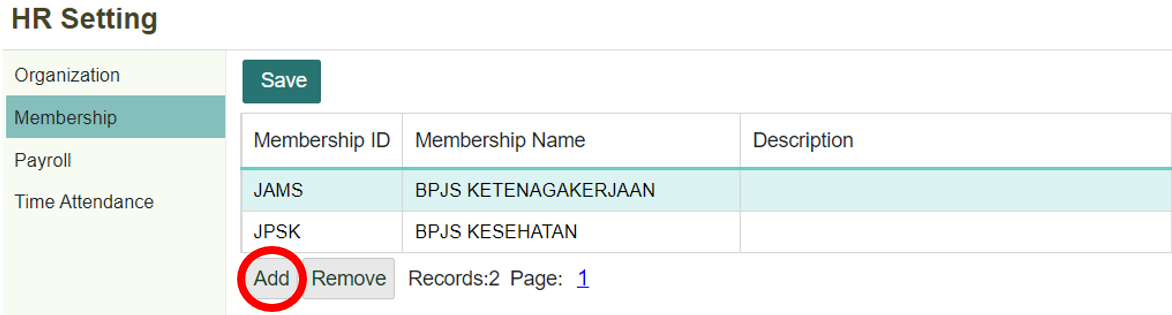 HR Setting
Organization
Membership
Payroll
Time Attendance
Save
Membership ID Membership Name Description
JAMS BPJS KETENAGAKERJAAN
JPSK BPJS KESEHATAN
Add Remove Records:2 Page: 1